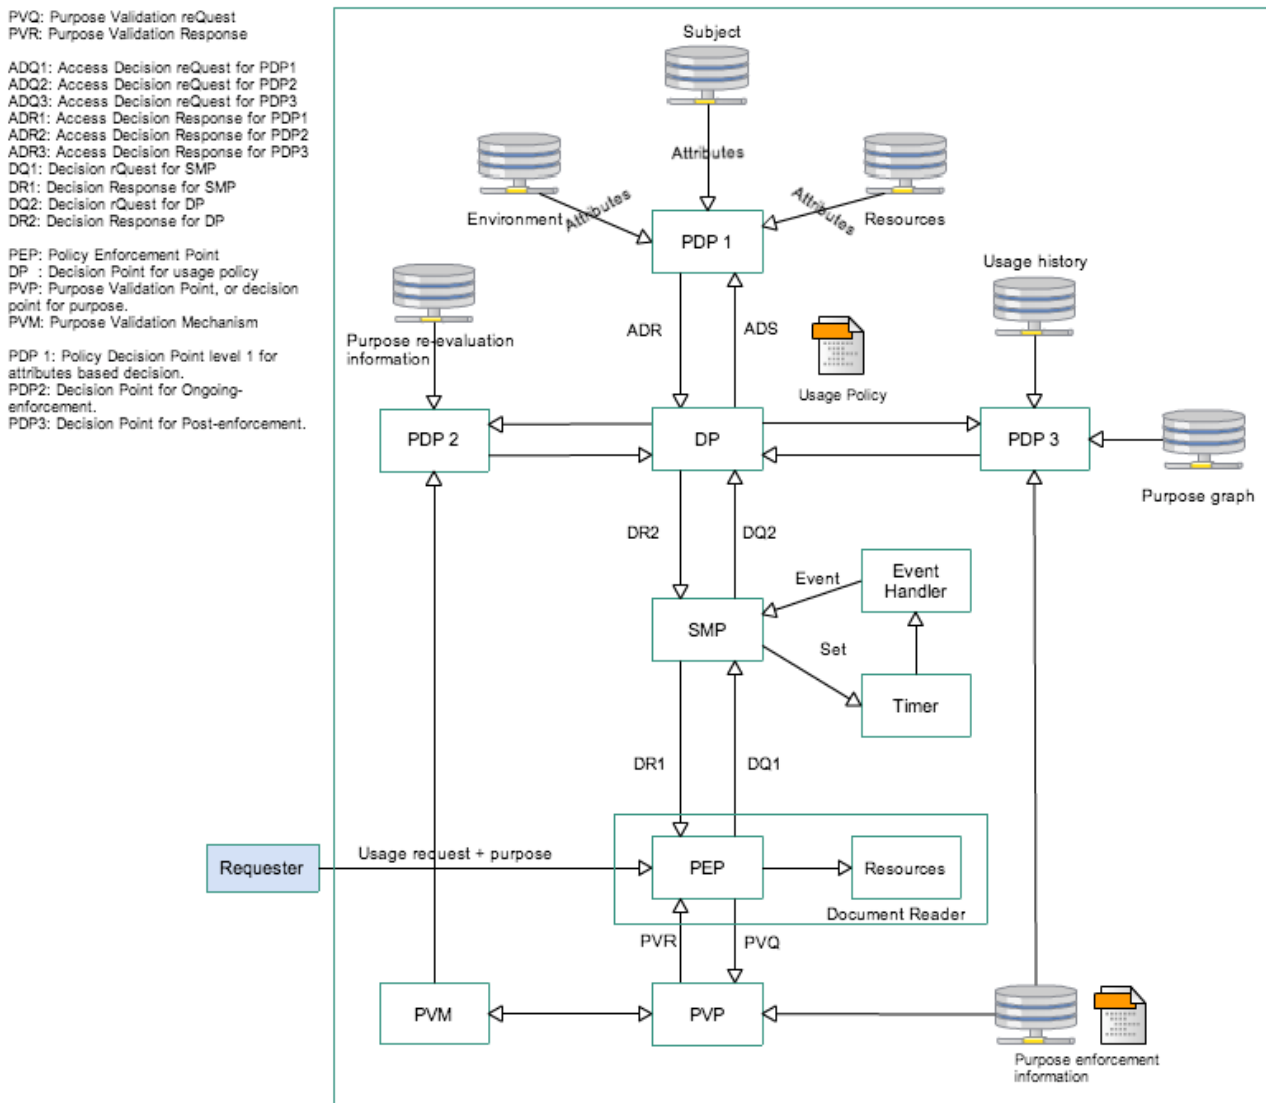 PVQ: Purpose Validation reQuest
PVR: Purpose Validation Response
ADQ1: Access Decision reQuest for PDP1
ADQ2: Access Decision reQuest for PDP2
ADQ3: Access Decision reQuest for PDP3
ADR1: Access Decision Response for PDP1
ADR2: Access Decision Response for PDP2
ADR3: Access Decision Response for PDP3
DQ1: Decision rQuest for SMP
DR1: Decision Response for SMP
DQ2: Decision rQuest for DP
DR2: Decision Response for DP
PEP: Policy Enforcement Point
DP : Decision Point for usage policy
PVP: Purpose Validation Point, or decision
point for purpose.
PVM: Purpose Validation Mechanism
PDP 1: Policy Decision Point level 1 for
attributes based decision.
PDP2: Decision Point for Ongoing-
enforcement.
PDP3: Decision Point for Post-enforcement.
Subject
Attributes
Environment
Attributes
Attributes
Resources
PDP 1
Usage history
Purpose re-evaluation
information
ADR
ADS
Usage Policy
PDP 2
DP
PDP 3
Purpose graph
DR2
DQ2
Event
Event
Handler
SMP
Set
Timer
DR1
DQ1
Requester
Usage request + purpose
PEP
Resources
Document Reader
PVR
PVQ
PVM
PVP
Purpose enforcement
information